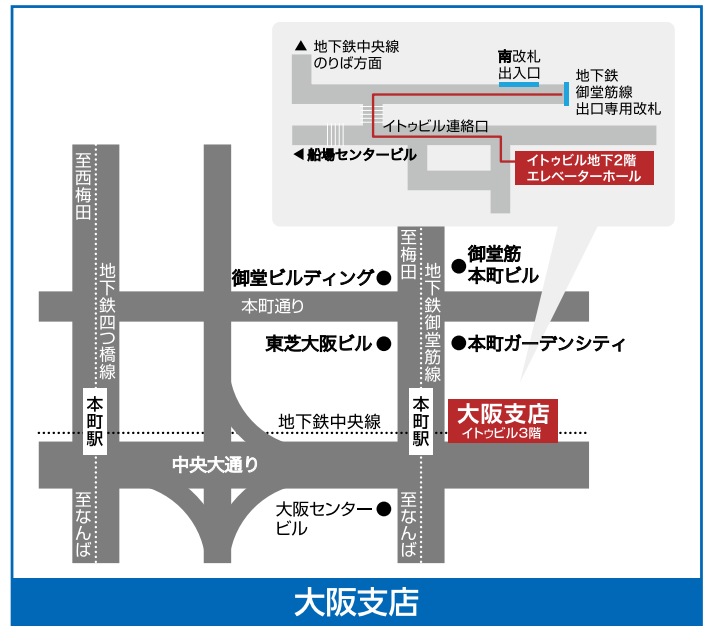 ▲ 地下鉄中央線
のりば方面
南改札
出入口
地下鉄
御堂筋線
出口専用改札
イトゥビル連絡口
◀船場センタービル
イトゥビル地下2階
エレベーターホール
至西梅田
地下鉄四つ橋線
至梅田
地下鉄御堂筋線
御堂ビルディング●
●御堂筋
本町ビル
本町通り
東芝大阪ビル●
●本町ガーデンシティ
本町駅
地下鉄中央線
本町駅
大阪支店
イトゥビル3階
中央大通り
至なんば
大阪センター●
ビル
至なんば
大阪支店